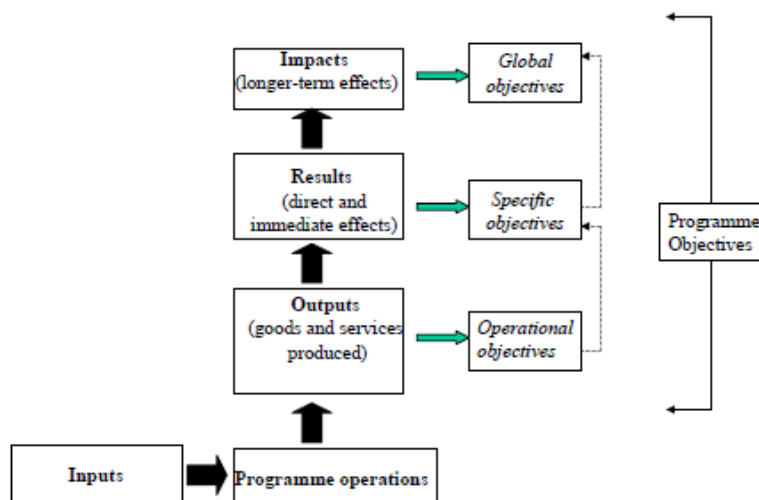 Impacts
(longer-term effects)
Global
objectives
Results
(direct and
immediate effects)
Specific
objectives
Programme
Objectives
Outputs
(goods and services
produced)
Operational
objectives
Inputs
Programme operations